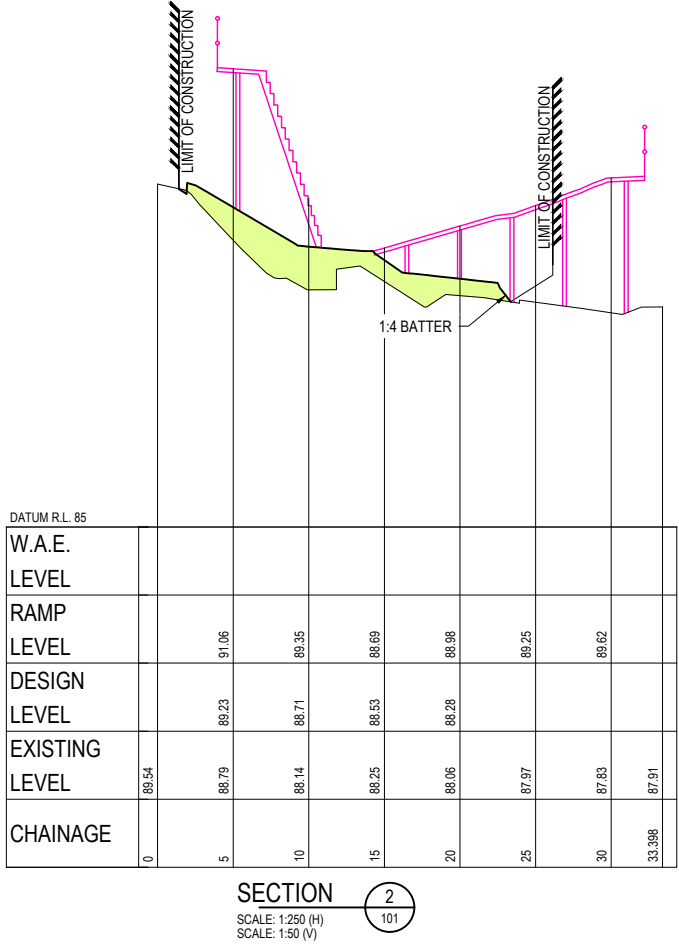 LIMIT OF CONSTRUCTION
LIMIT OF CONSTRUCTION
1:4 BATTER
DATUM R.L. 85
W.A.E.
LEVEL
RAMP
LEVEL 91.06 89.35 88.69 88.98 89.25 89.62
DESIGN
LEVEL 89.23 88.71 88.53 88.28
EXISTING
LEVEL 89.54 88.79 88.14 88.25 88.06 87.97 87.83 87.91
CHAINAGE 0 5 10 15 20 25 30 33.398
SECTION 2
SCALE: 1:250 (H) 101
SCALE: 1:50 (V)